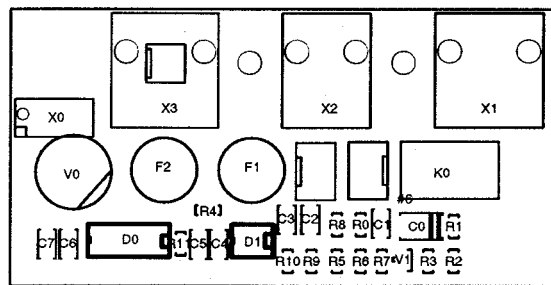 X3 X2 X1
X0
V0 F2 F1 K0
#6
R4
C3 C2 R8 R0 C1 C0 R1
C7 C6 D0 R11 C5 C4 D1
R10 R9 R5 R6 R7 V1 R3 R2